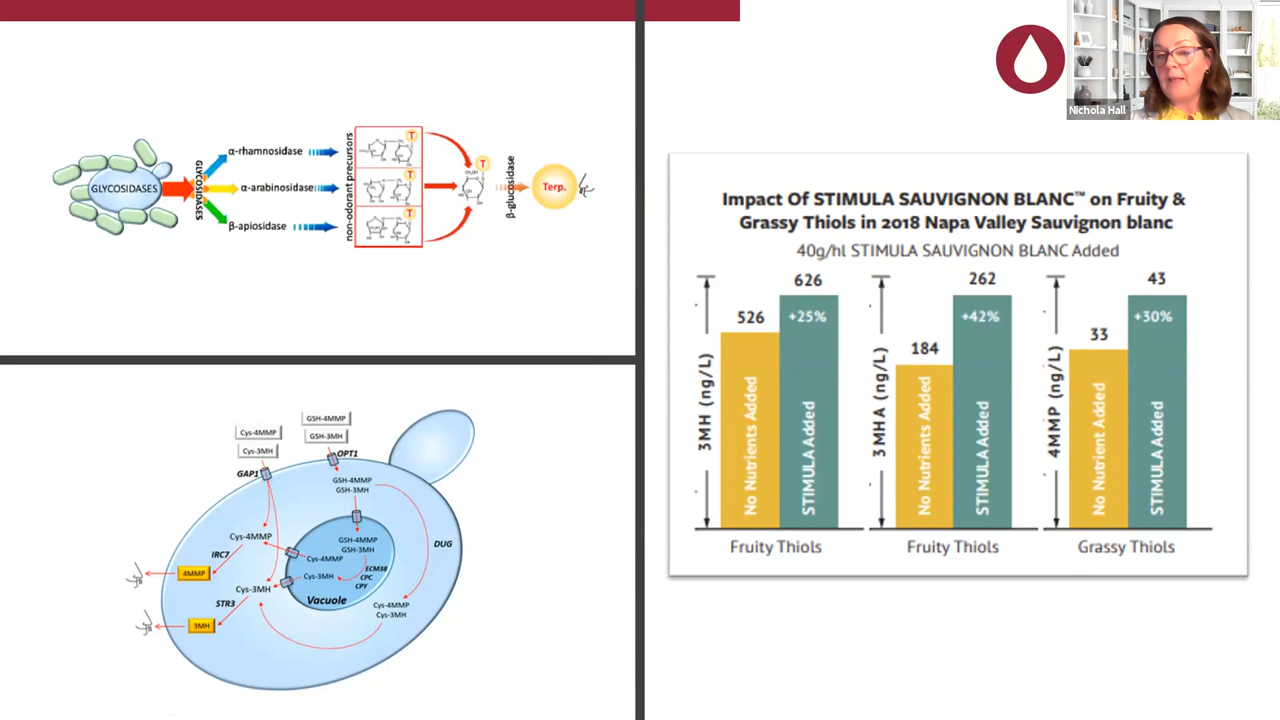 Nichola Hall
GLYCOSIDASES
GLYCOSIDASES
α-rhamnosidase
α-arabinosidase
β-apiosidase
non-odorant precursors
T
T
T
T
β-glucosidase
Terp.
Cys-4MMP
Cys-3MH
GAP1
GSH-4MMP
GSH-3MH
OPT1
GSH-4MMP
GSH-3MH
Cys-4MMP
IRC7
4MMP
Cys-3MH
STR3
3MH
GSH-4MMP
GSH-3MH
Cys-4MMP
Cys-3MH
ECM38
CPC
CPY
Vacuole
DUG
Cys-4MMP
Cys-3MH
Impact Of STIMULA SAUVIGNON BLANC™ on Fruity &
Grassy Thiols in 2018 Napa Valley Sauvignon blanc
40g/hl STIMULA SAUVIGNON BLANC Added
3MH (ng/L)
526
No Nutrients Added
626
+25%
STIMULA Added
Fruity Thiols
3MHA (ng/L)
184
No Nutrients Added
262
+42%
STIMULA Added
Fruity Thiols
4MMP (ng/L)
33
No Nutrient Added
43
+30%
STIMULA Added
Grassy Thiols